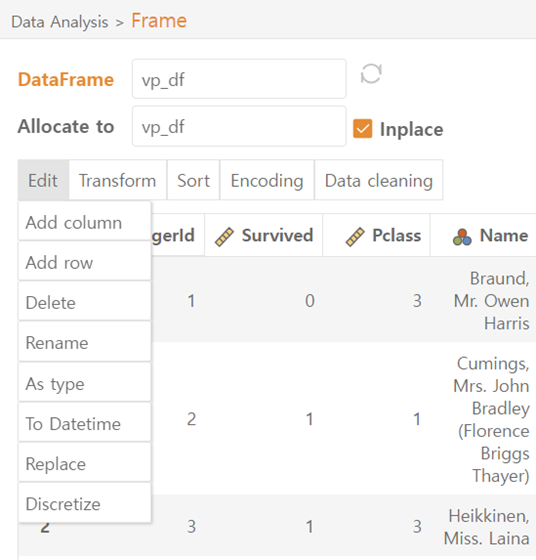 Data Analysis > Frame
DataFrame vp_df
Allocate to vp_df Inplace
Edit Transform Sort Encoding Data cleaning
Add column
Add row
Delete
Rename
As type
To Datetime
Replace
Discretize
gerId Survived Pclass Name
1 0 3 Braund,
Mr. Owen
Harris
2 1 1 Cumings,
Mrs. John
Bradley
(Florence
Briggs
Thayer)
2 3 1 3 Heikkinen,
Miss. Laina